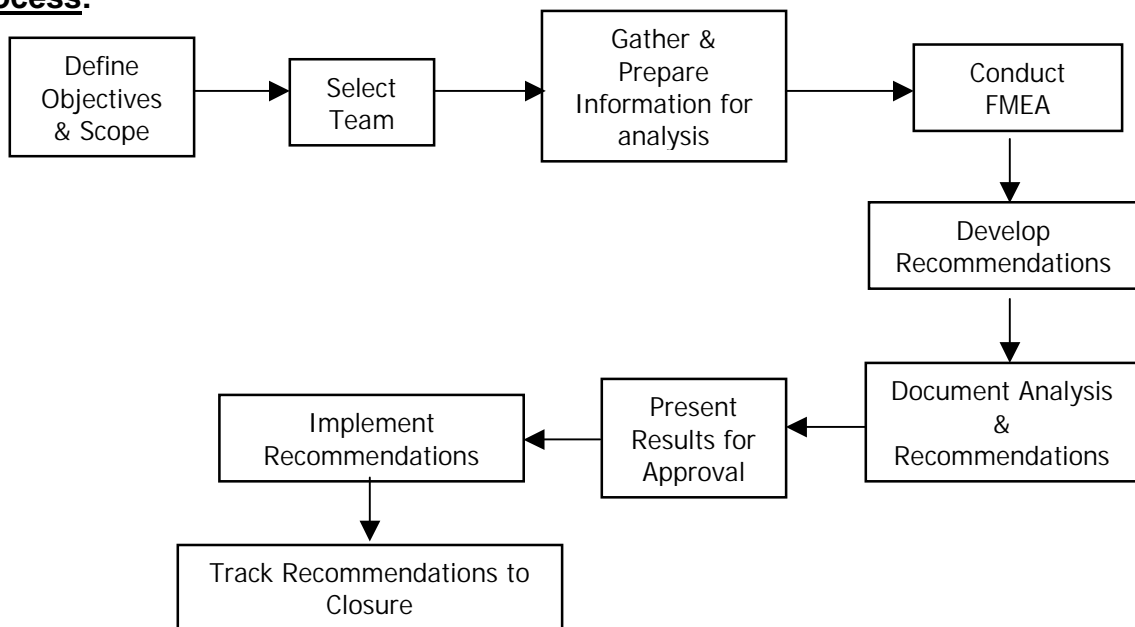 ocess:
Define
Objectives
& Scope
Select
Team
Gather &
Prepare
Information for
analysis
Conduct
FMEA
Develop
Recommendations
Document Analysis
&
Recommendations
Present
Results for
Approval
Implement
Recommendations
Track Recommendations to
Closure